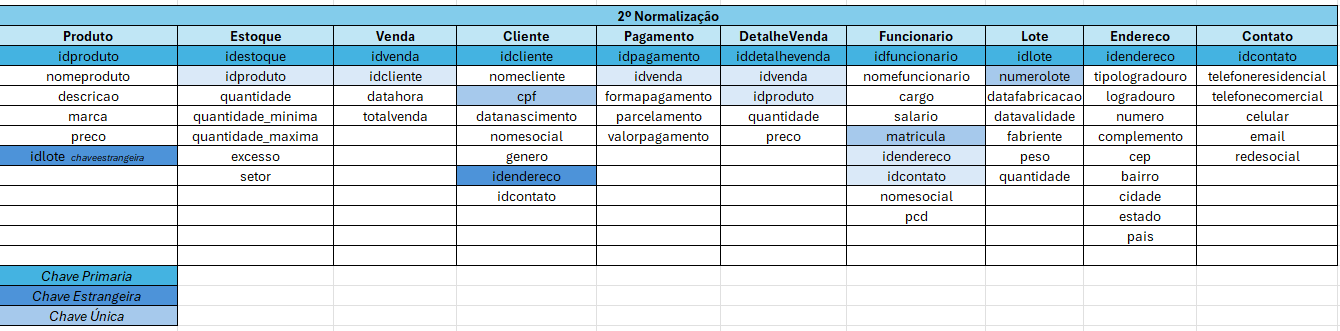 2º Normalização
Produto Estoque Venda Cliente Pagamento DetalheVenda Funcionario Lote Endereco Contato
idproduto idestoque idvenda idcliente idpagamento iddetalhevenda idfuncionario idlote idendereco idcontato
nomeproduto idproduto idcliente nomecliente idvenda idvenda nomefuncionario numerolote tipologradouro telefoneresidencial
descricao quantidade datahora cpf formapagamento idproduto cargo datafabricacao logradouro telefonecomercial
marca quantidade_minima totalvenda datanascimento parcelamento quantidade salario datavalidade numero celular
preco quantidade_maxima nomesocial valorpagamento preco matricula fabriente complemento email
idlote chaveestrangeira excesso genero idendereco peso cep redesocial
setor idendereco idcontato quantidade bairro
idcontato nomesocial cidade
pcd estado
pais
Chave Primaria
Chave Estrangeira
Chave Única